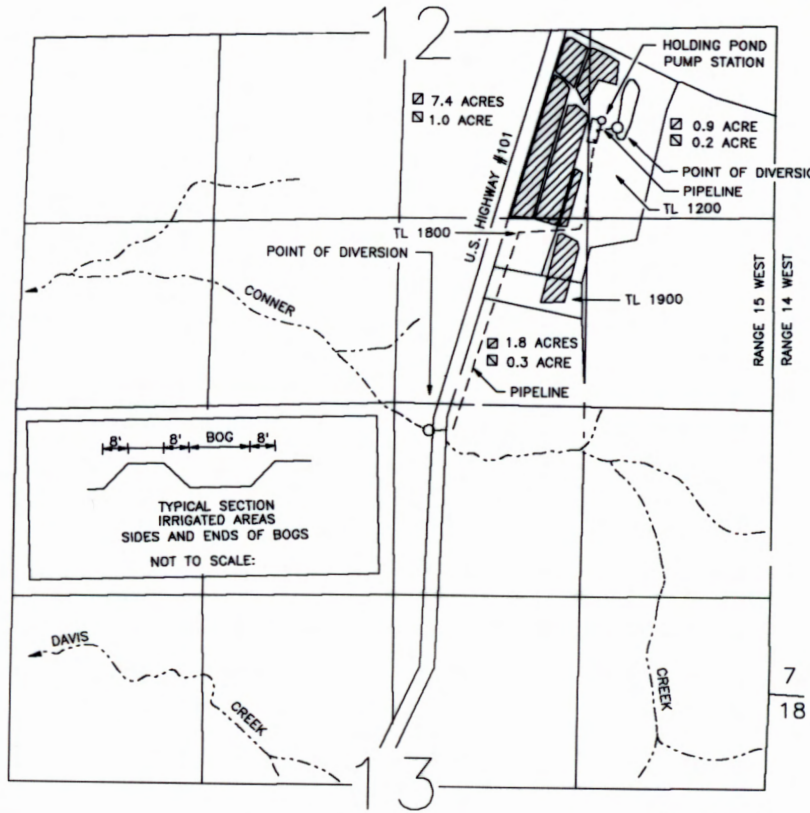 12
HOLDING POND
PUMP STATION
7.4 ACRES
1.0 ACRE
0.9 ACRE
0.2 ACRE
U.S. HIGHWAY #101
POINT OF DIVERSIO
PIPELINE
TL 1200
TL 1800
POINT OF DIVERSION
CONNER
TL 1900
RANGE 15 WEST
RANGE 14 WEST
1.8 ACRES
0.3 ACRE
PIPELINE
8' 8' BOG 8'
TYPICAL SECTION
IRRIGATED AREAS
SIDES AND ENDS OF BOGS
NOT TO SCALE:
DAVIS
CREEK
CREEK
7
18
13